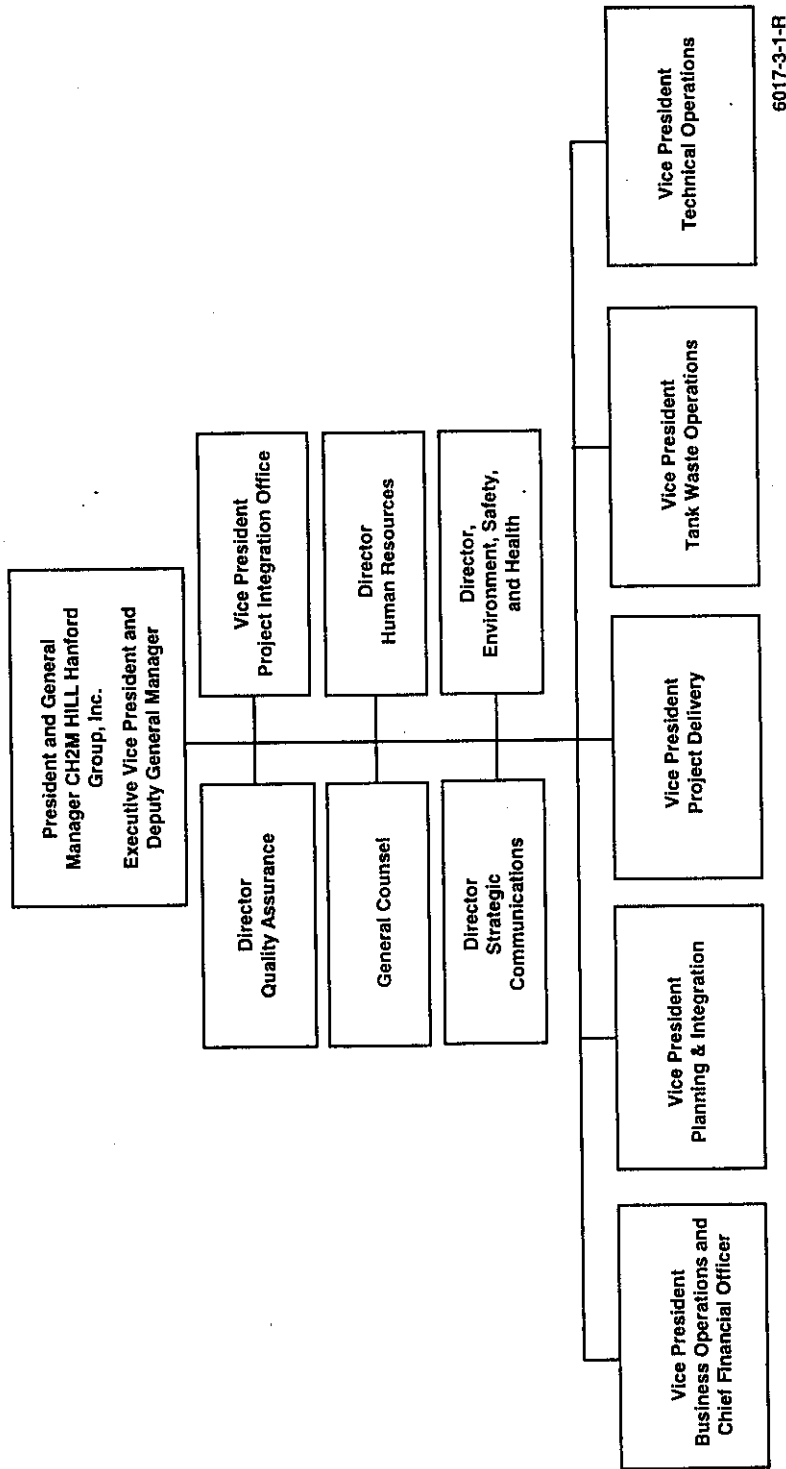 President and General
Manager CH2M HILL Hanford
Group, Inc.
Executive Vice President and
Deputy General Manager
Director
Quality Assurance
Vice President
Project Integration Office
General Counsel
Director
Human Resources
Director
Strategic
Communications
Director,
Environment, Safety,
and Health
Vice President
Business Operations and
Chief Financial Officer
Vice President
Planning & Integration
Vice President
Project Delivery
Vice President
Tank Waste Operations
Vice President
Technical Operations
6017-3-1-R